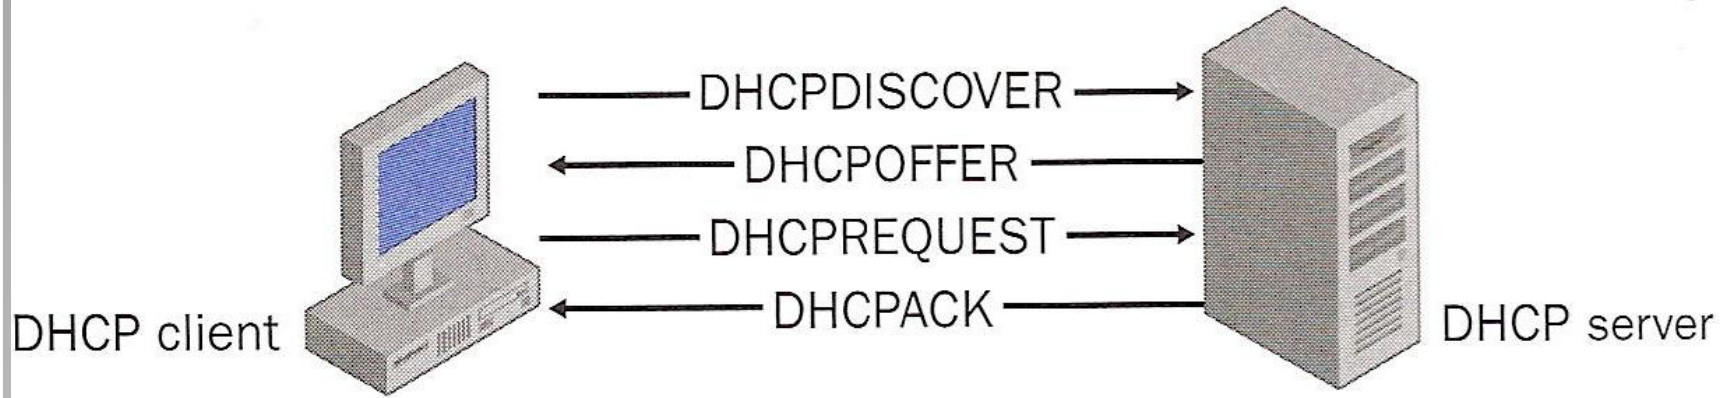 DHCPDISCOVER
DHCPOFFER
DHCPREQUEST
DHCPACK
DHCP client
DHCP server